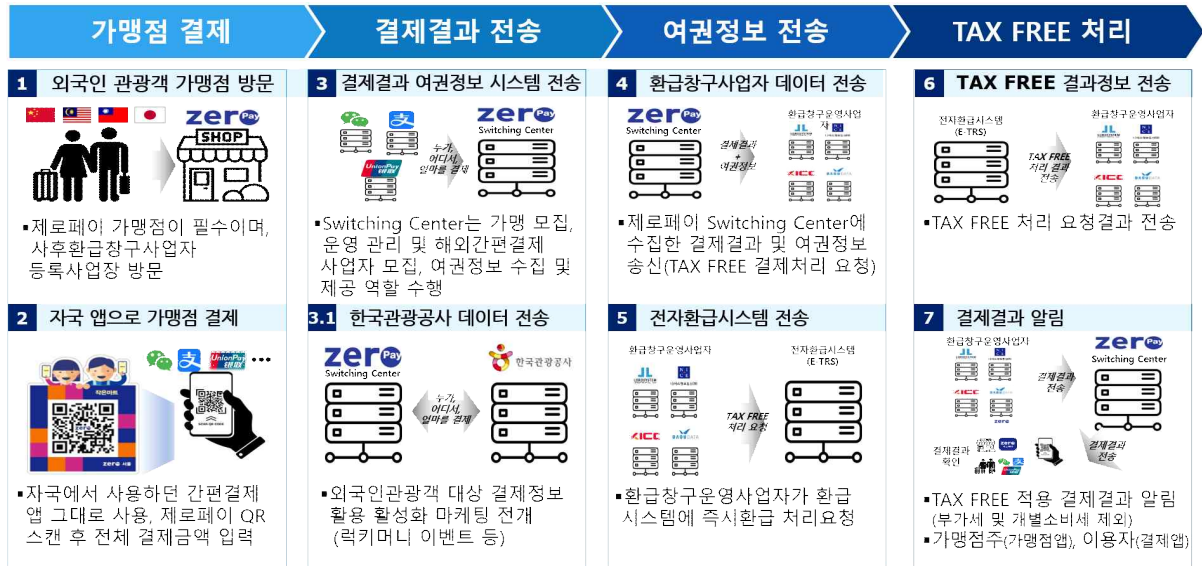 가맹점 결제
결제결과 전송
여권정보 전송
TAX FREE 처리
1 외국인 관광객 가맹점 방문
zero Pay
SHOP
▪제로페이 가맹점이 필수이며,
사후환급창구사업자
등록사업장 방문
2 자국 앱으로 가맹점 결제
UnionPay
银联
•••
작은마트
▪자국에서 사용하던 간편결제
앱 그대로 사용, 제로페이 QR
스캔 후 전체 결제금액 입력
3 결제결과 여권정보 시스템 전송
zero Pay
Switching Center
UnionPay
银联
누가,
어디서,
얼마를 결제
▪Switching Center는 가맹 모집,
운영 관리 및 해외간편결제
사업자 모집, 여권정보 수집 및
제공 역할 수행
3.1 한국관광공사 데이터 전송
zero Pay
Switching Center
한국관광공사
누가,
어디서,
얼마를 결제
▪외국인관광객 대상 결제정보
활용 활성화 마케팅 전개
(럭키머니 이벤트 등)
4 환급창구사업자 데이터 전송
zero Pay
Switching Center
환급창구운영사업
자
결제결과
+
여권정보
KICC
▪제로페이 Switching Center에
수집한 결제결과 및 여권정보
송신(TAX FREE 결제처리 요청)
5 전자환급시스템 전송
환급창구운영사업자
전자환급시스템
(E-TRS)
KICC
TAX FREE
처리 요청
▪환급창구운영사업자가 환급
시스템에 즉시환급 처리요청
6 TAX FREE 결과정보 전송
전자환급시스템
(E-TRS)
환급창구운영사업자
TAX FREE
처리 결과
전송
KICC
▪TAX FREE 처리 요청결과 전송
7 결제결과 알림
환급창구운영사업자
zero Pay
Switching Center
KICC
결제결과
전송
결제결과
확인
결제결과
전송
▪TAX FREE 적용 결제결과 알림
(부가세 및 개별소비세 제외)
▪가맹점주(가맹점앱), 이용자(결제앱)